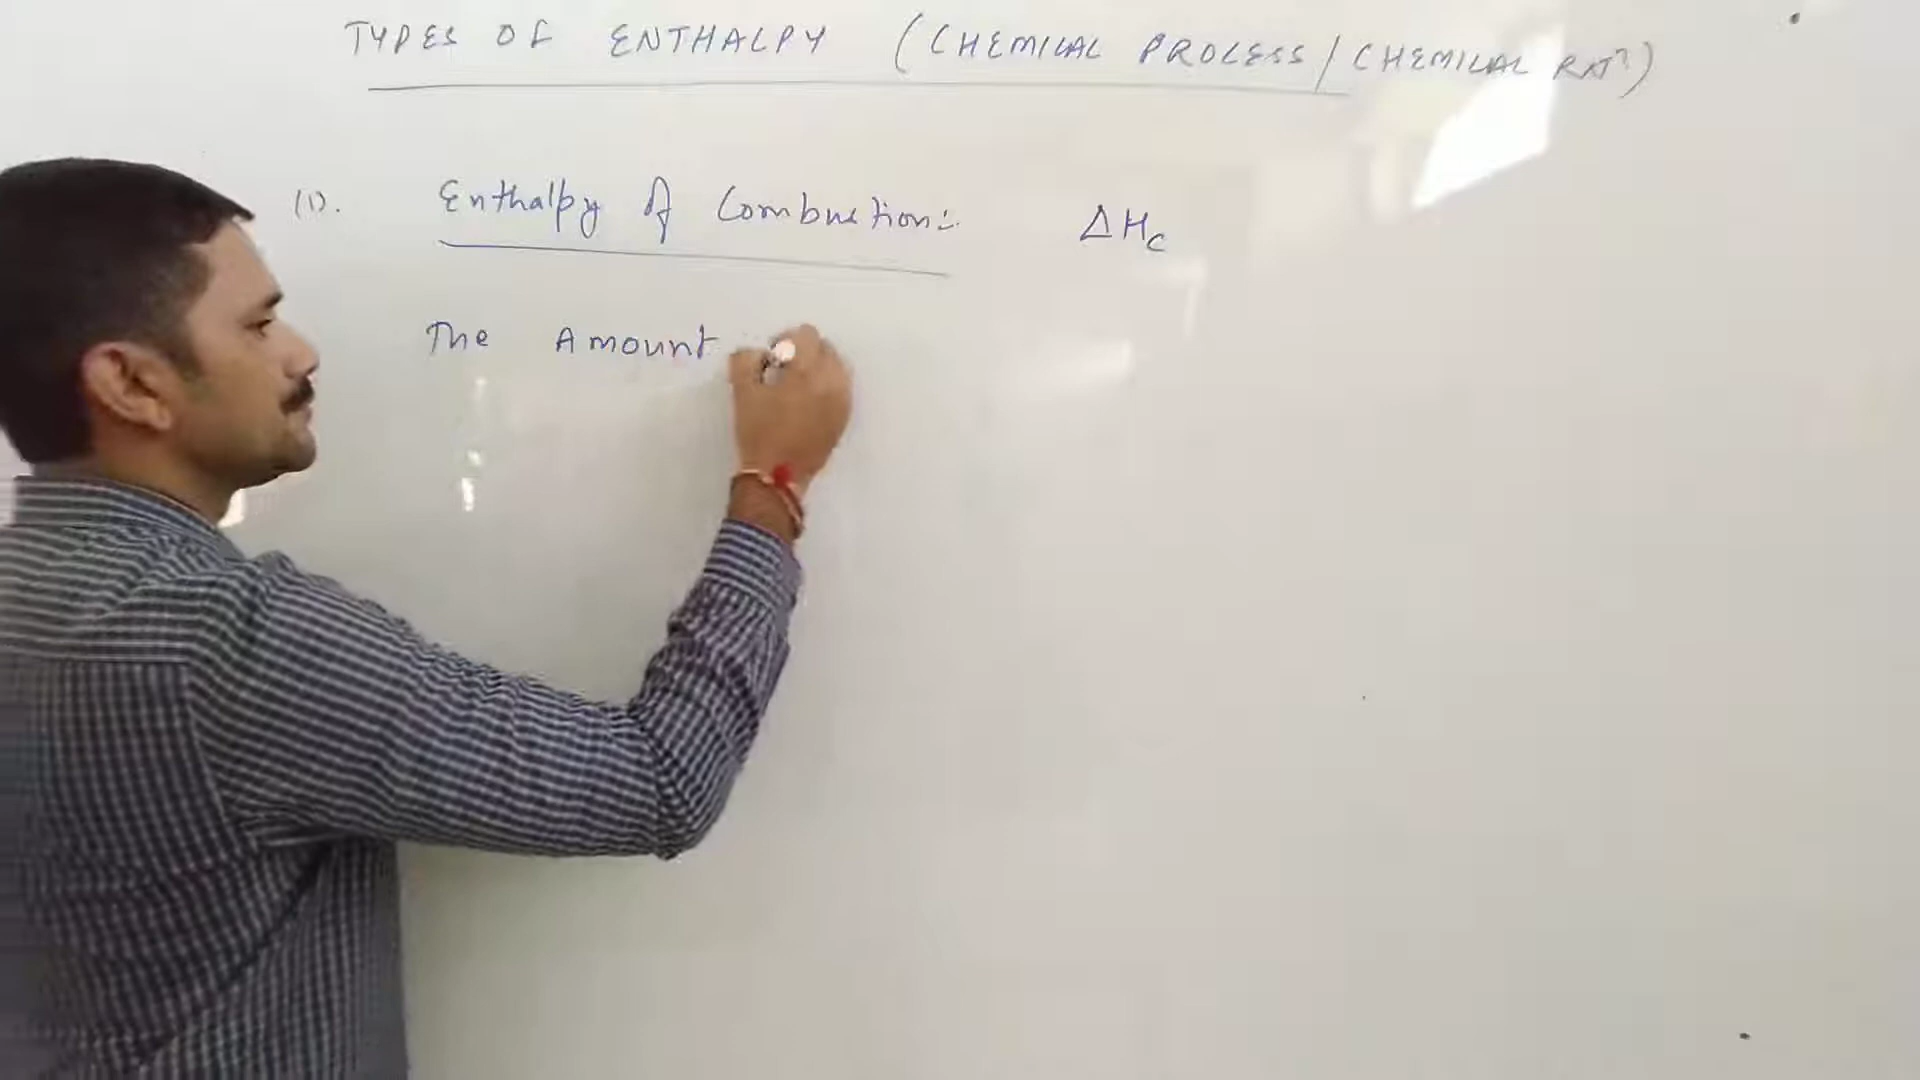 TYPES OF ENTHALPY (CHEMICAL PROCESS / CHEMICAL RXn)
(1). Enthalpy of Combustion:- ΔHc
The Amount